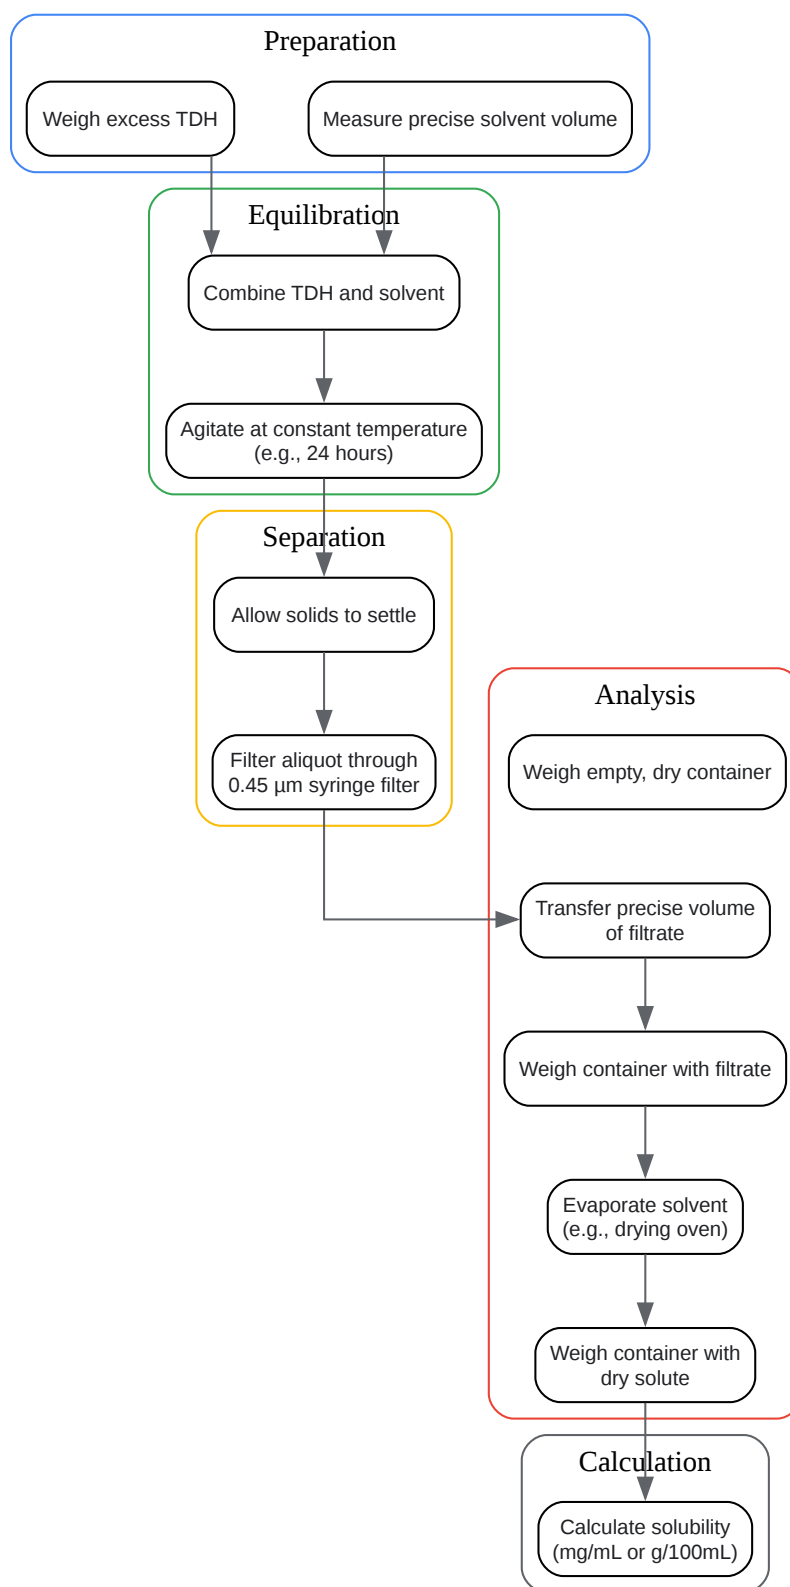 Preparation
Weigh excess TDH
Measure precise solvent volume
Equilibration
Combine TDH and solvent
Agitate at constant temperature
(e.g., 24 hours)
Separation
Allow solids to settle
Filter aliquot through
0.45 µm syringe filter
Analysis
Weigh empty, dry container
Transfer precise volume
of filtrate
Weigh container with filtrate
Evaporate solvent
(e.g., drying oven)
Weigh container with
dry solute
Calculation
Calculate solubility
(mg/mL or g/100mL)